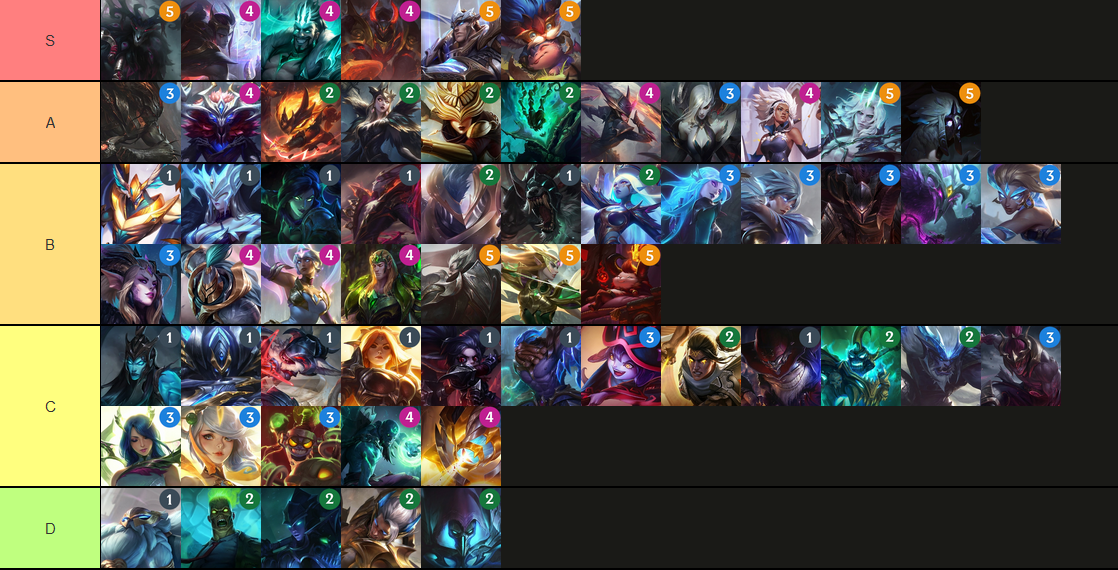 S
5 4 4 4 5 5
A
3 4 2 2 2 2 4 3 4 5 5
B
1 1 1 1 2 1 2 3 3 3 3 3
3 4 4 4 5 5 5
C
1 1 1 1 1 1 3 2 1 2 2 3
3 3 3 4 4
D
1 2 2 2 2